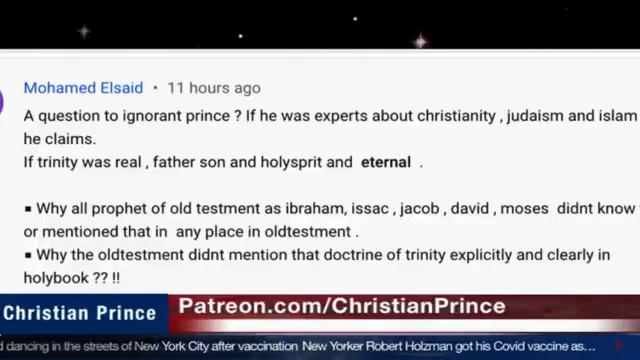 Mohamed Elsaid • 11 hours ago
A question to ignorant prince ? If he was experts about christianity , judaism and islam
he claims.
If trinity was real , father son and holysprit and eternal .
▪ Why all prophet of old testment as ibraham, issac , jacob , david , moses didnt know
or mentioned that in any place in oldtestment .
▪ Why the oldtestment didnt mention that doctrine of trinity explicitly and clearly in
holybook ?? !!
Christian Prince
Patreon.com/ChristianPrince
dancing in the streets of New York City after vaccination New Yorker Robert Holzman got his Covid vaccine as...